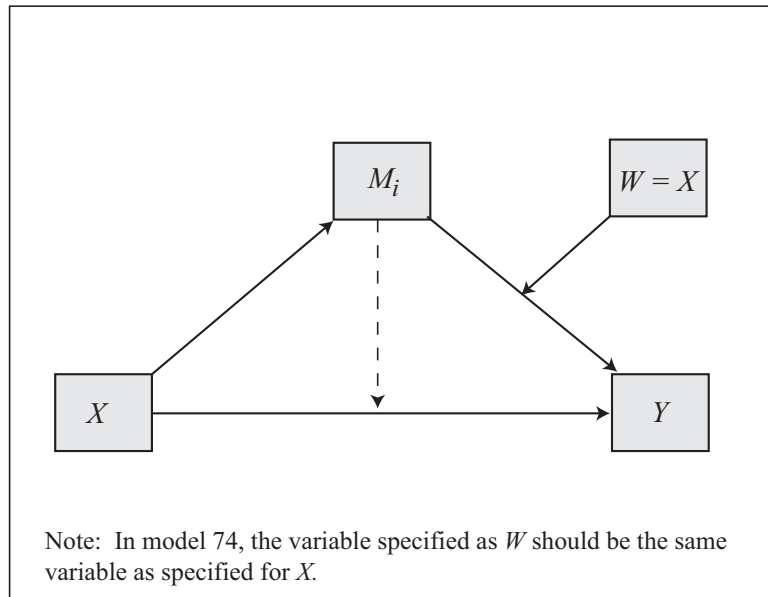 M_i
W = X
X
Y
Note: In model 74, the variable specified as W should be the same
variable as specified for X.